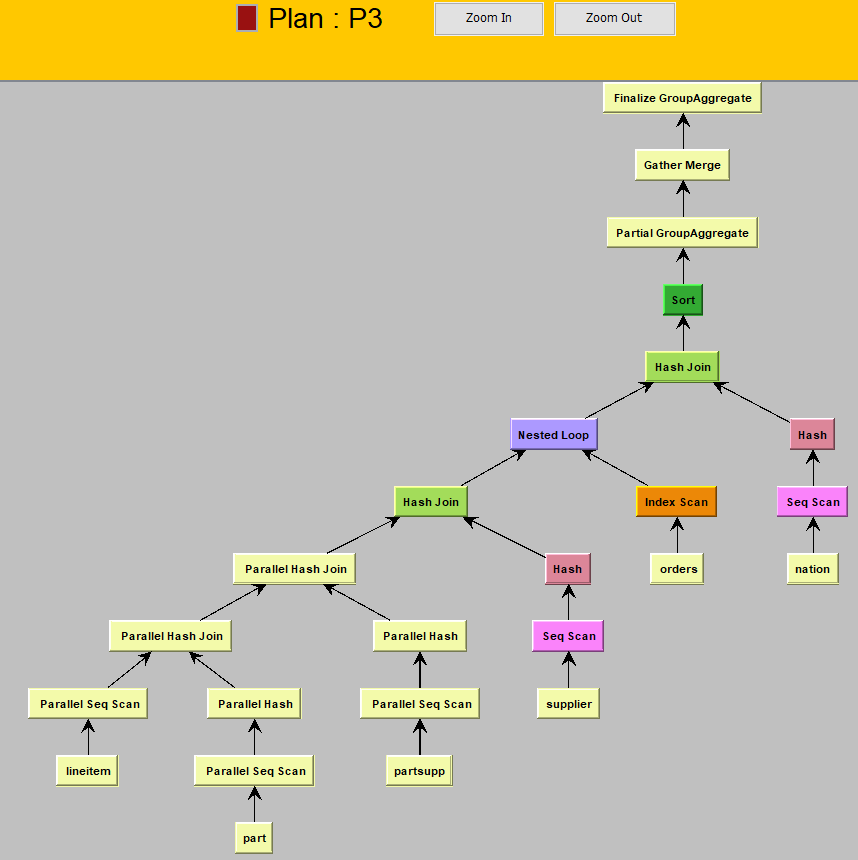 Plan : P3
Zoom In
Zoom Out
Finalize GroupAggregate
Gather Merge
Partial GroupAggregate
Sort
Hash Join
Nested Loop
Hash
Hash Join
Index Scan
Seq Scan
Parallel Hash Join
Hash
orders
nation
Parallel Hash Join
Parallel Hash
Seq Scan
Parallel Seq Scan
Parallel Hash
Parallel Seq Scan
supplier
lineitem
Parallel Seq Scan
partsupp
part